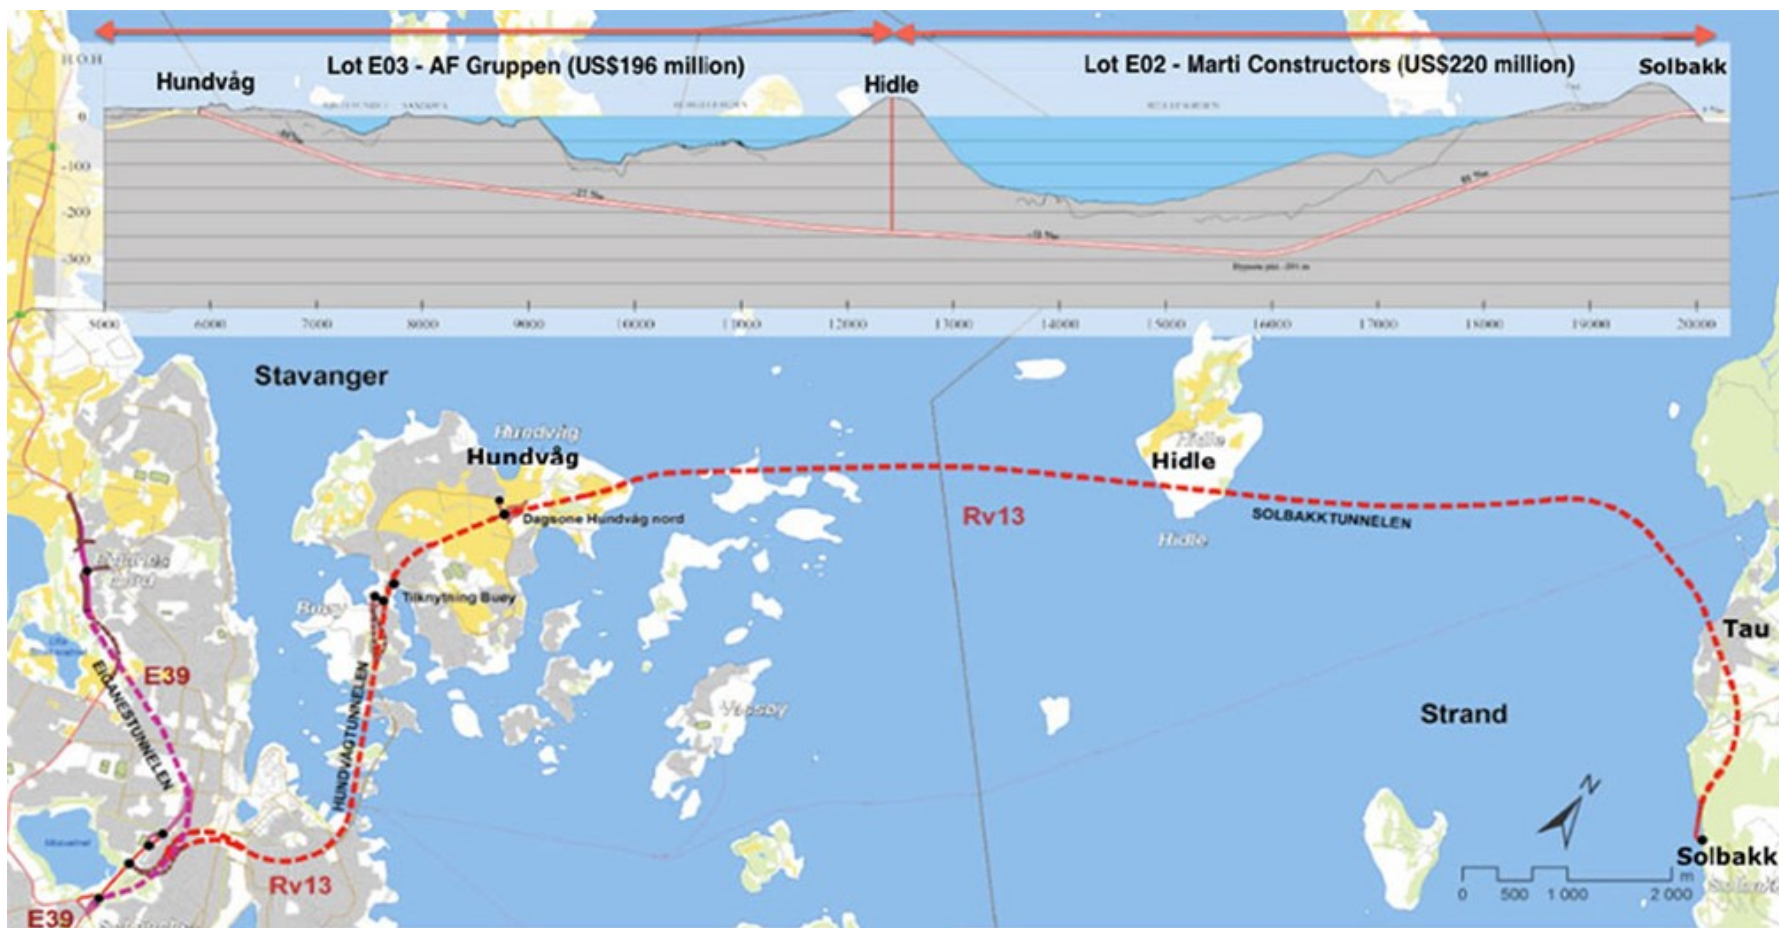 Lot E03 - AF Gruppen (US$196 million)
Lot E02 - Marti Constructors (US$220 million)
Solbakk
Hundvåg
Hidle
0
-100
-200
-300
5000 6000 7000 8000 9000 10000 11000 12000 13000 14000 15000 16000 17000 18000 19000 20000
Stavanger
Hundvåg
Hundvåg
Hidle
Hidle
Rv13
Dagsone Hundvåg nord
SOLBAKKTUNNELEN
Hidle
Tilknytning Buøy
Buøy
Tau
E39
EIGANESTUNNELEN
HUNDVÅGTUNNELEN
Vassøy
Strand
N
Solbakk
Rv13
m
0 500 1 000 2 000
E39